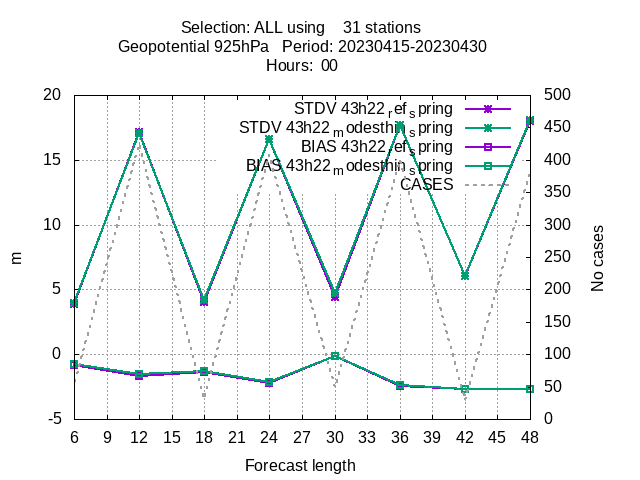 Selection: ALL using    31 stations
Geopotential 925hPa   Period: 20230415-20230430
Hours:  00
20
15
10
5
0
-5
m
STDV 43h22_ref_spring
STDV 43h22_modesthin_spring
BIAS 43h22_ref_spring
BIAS 43h22_modesthin_spring
CASES
500
450
400
350
300
250
200
150
100
50
0
No cases
6 9 12 15 18 21 24 27 30 33 36 39 42 45 48
Forecast length